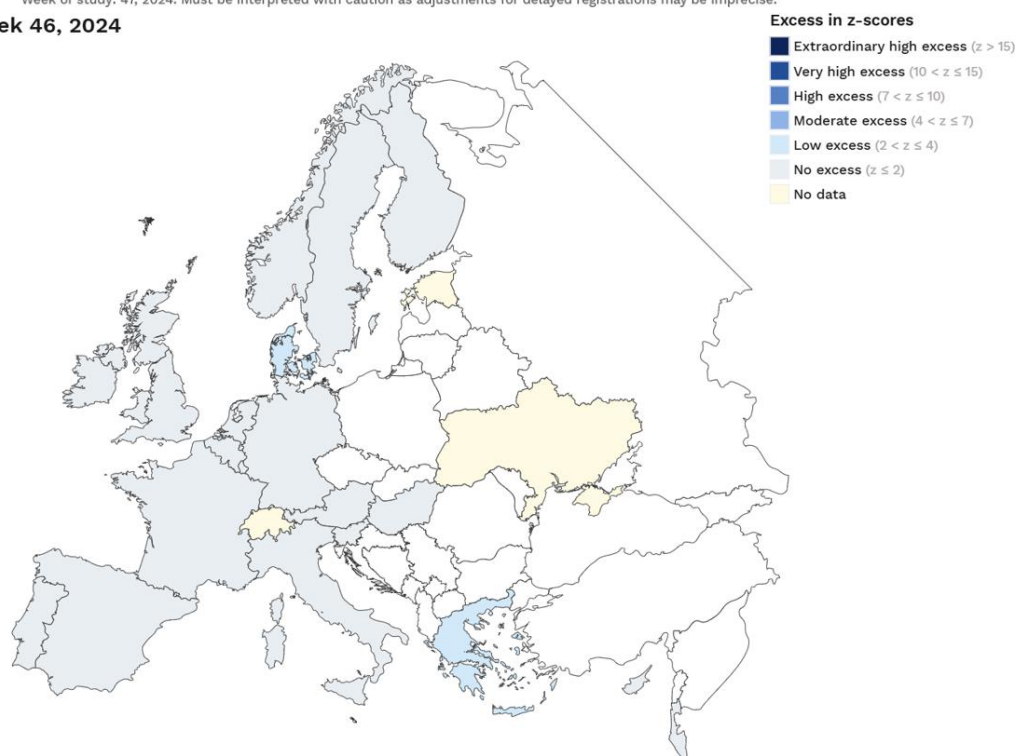 Week of study: 47, 2024. Must be interpreted with caution as adjustments for delayed registrations may be imprecise.
ek 46, 2024
Excess in z-scores
Extraordinary high excess (z > 15)
Very high excess (10 < z ≤ 15)
High excess (7 < z ≤ 10)
Moderate excess (4 < z ≤ 7)
Low excess (2 < z ≤ 4)
No excess (z ≤ 2)
No data